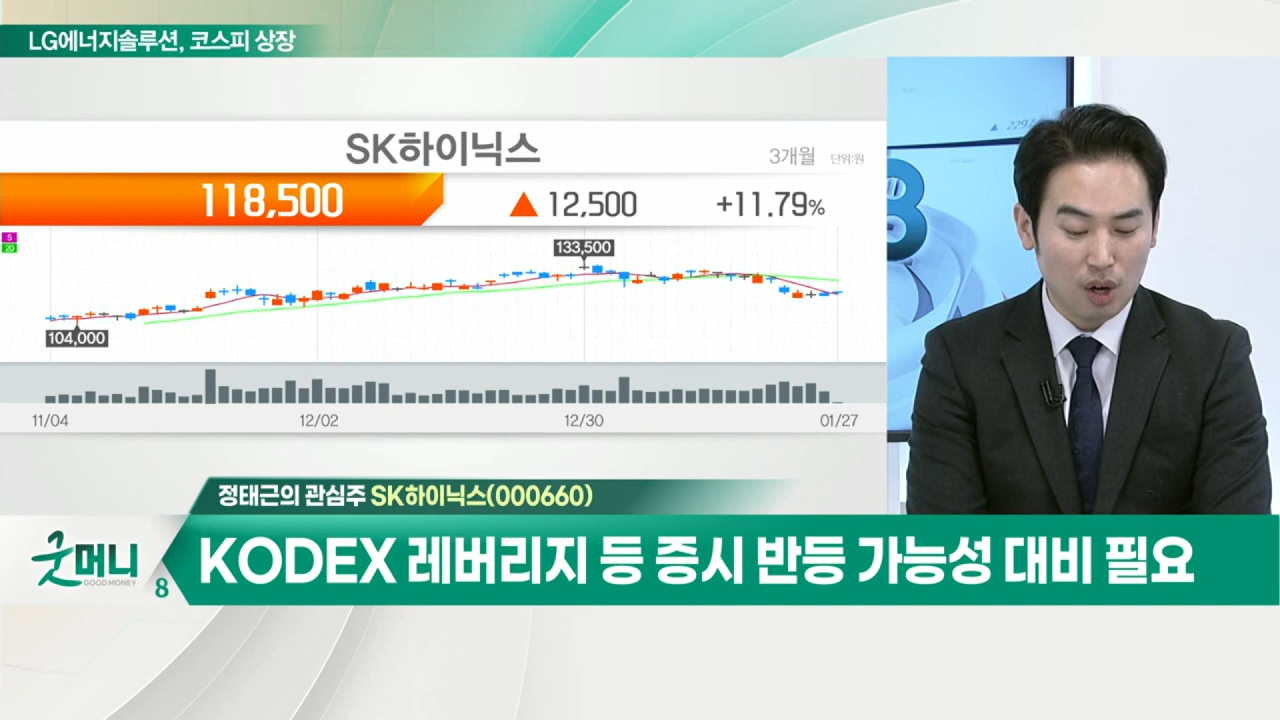 LG에너지솔루션, 코스피 상장
SK하이닉스
3개월 단위:원
118,500 ▲ 12,500 +11.79%
5
20
133,500
104,000
11/04 12/02 12/30 01/27
▲ 2297
8
정태근의 관심주 SK하이닉스(000660)
굿머니
GOOD MONEY
8
KODEX 레버리지 등 증시 반등 가능성 대비 필요